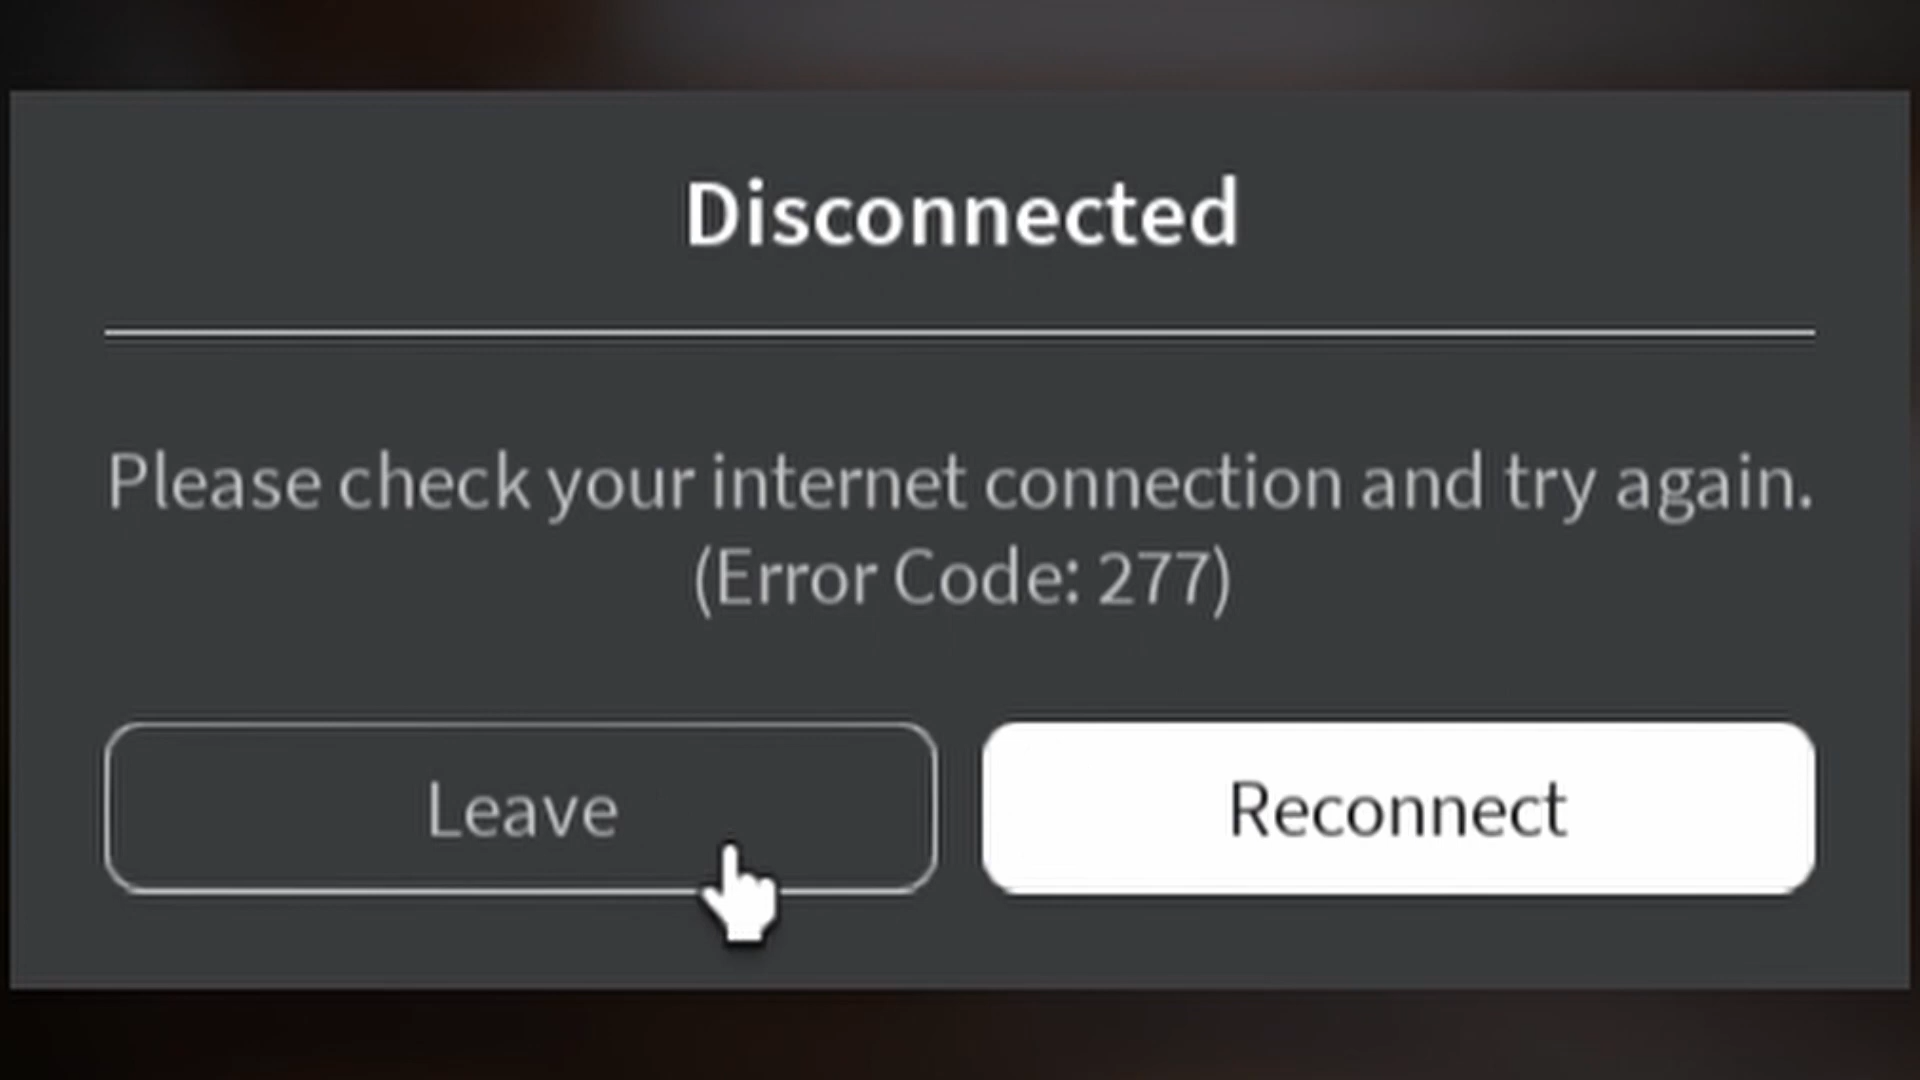 Disconnected
Please check your internet connection and try again.
(Error Code: 277)
Leave
Reconnect